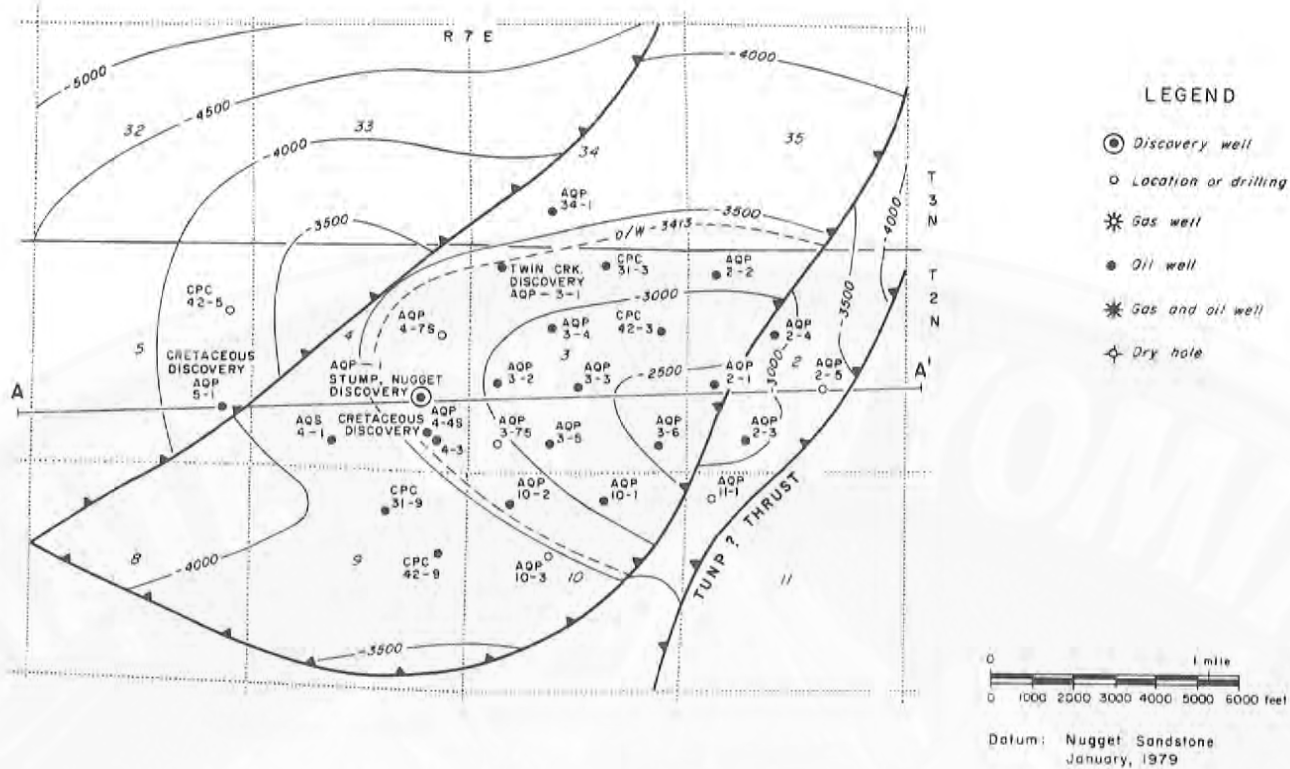 R 7 E
-5000
-4500
-4000
32
33
-4000
34
35
T3N
AQP
34-1
-3500
-3500
O/W -3413
-4000
T2N
TWIN CRK.
DISCOVERY
AQP-3-1
CPC
31-3
AQP
2-2
CPC
42-5
-3000
-3500
AQP
4-7S
4
AQP
3-4
CPC
42-3
AQP
2-4
5
3
2
CRETACEOUS
DISCOVERY
AQP
5-1
AQP
STUMP, NUGGET
DISCOVERY
AQP
3-2
AQP
3-3
-2500
AQP
2-1
-3000
AQP
2-5
A
A'
AQS
4-1
CRETACEOUS
DISCOVERY
AQP
4-4S
4-3
AQP
3-7S
AQP
3-5
AQP
3-6
AQP
2-3
CPC
31-9
AQP
10-2
AQP
10-1
AQP
11-1
8
-4000
9
CPC
42-9
AQP
10-3
10
TUNP ? THRUST
11
-3500
LEGEND
Discovery well
Location or drilling
Gas well
Oil well
Gas and oil well
Dry hole
0 1 mile
0 1000 2000 3000 4000 5000 6000 feet
Datum: Nugget Sandstone
January, 1979